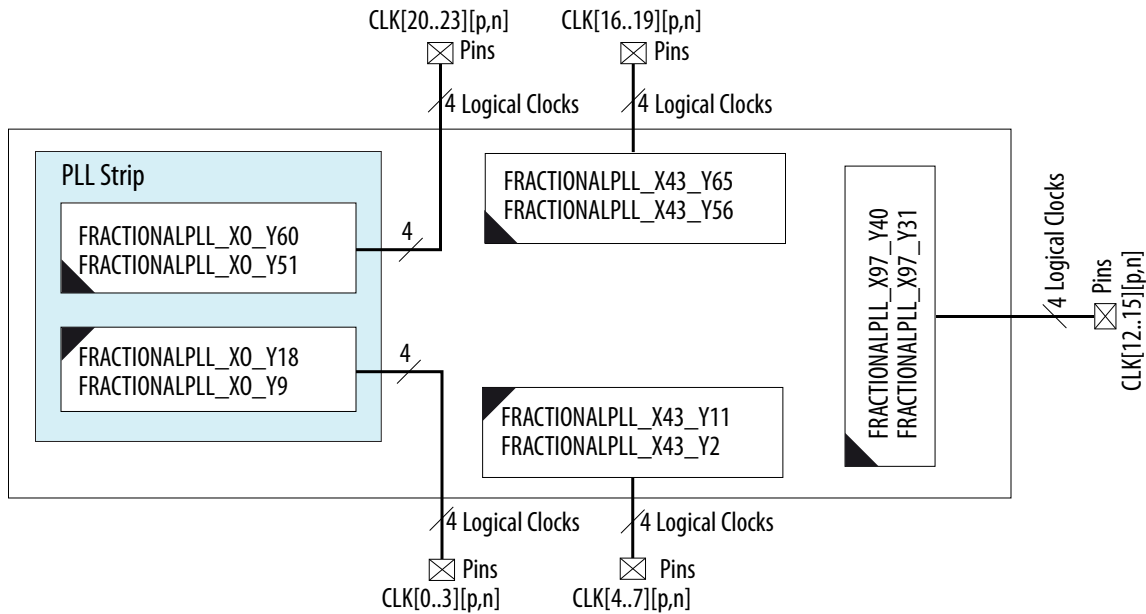 CLK[20..23][p,n]
CLK[16..19][p,n]
Pins
Pins
4 Logical Clocks
4 Logical Clocks
PLL Strip
FRACTIONALPLL_X0_Y60
FRACTIONALPLL_X0_Y51
4
FRACTIONALPLL_X43_Y65
FRACTIONALPLL_X43_Y56
FRACTIONALPLL_X97_Y40
FRACTIONALPLL_X97_Y31
4 Logical Clocks
Pins
CLK[12..15][p,n]
FRACTIONALPLL_X0_Y18
FRACTIONALPLL_X0_Y9
4
FRACTIONALPLL_X43_Y11
FRACTIONALPLL_X43_Y2
4 Logical Clocks
4 Logical Clocks
Pins
Pins
CLK[0..3][p,n]
CLK[4..7][p,n]